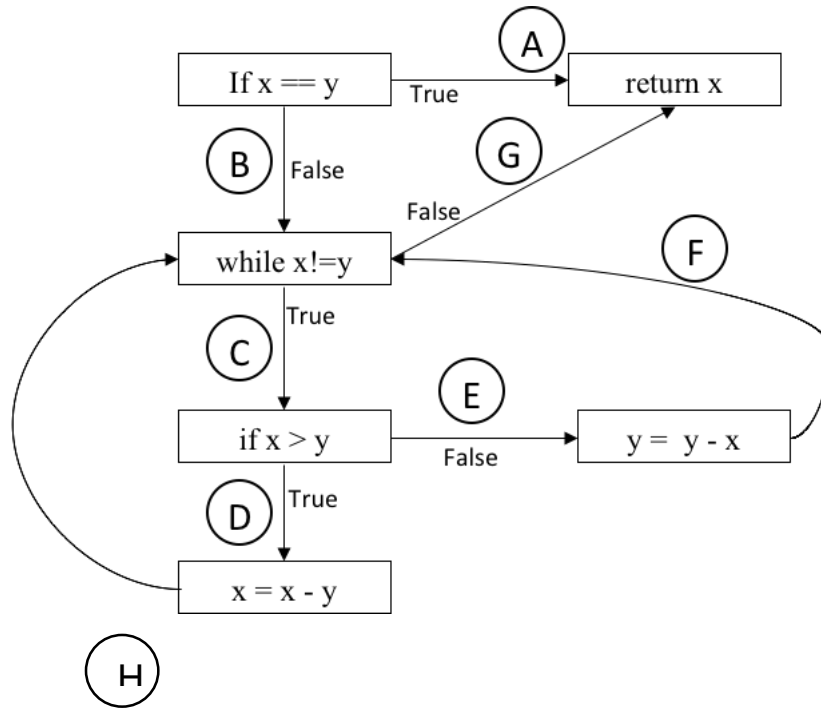 A
If x == y
True
return x
B
False
G
False
while x!=y
F
True
C
E
if x > y
False
y = y - x
True
D
x = x - y
H